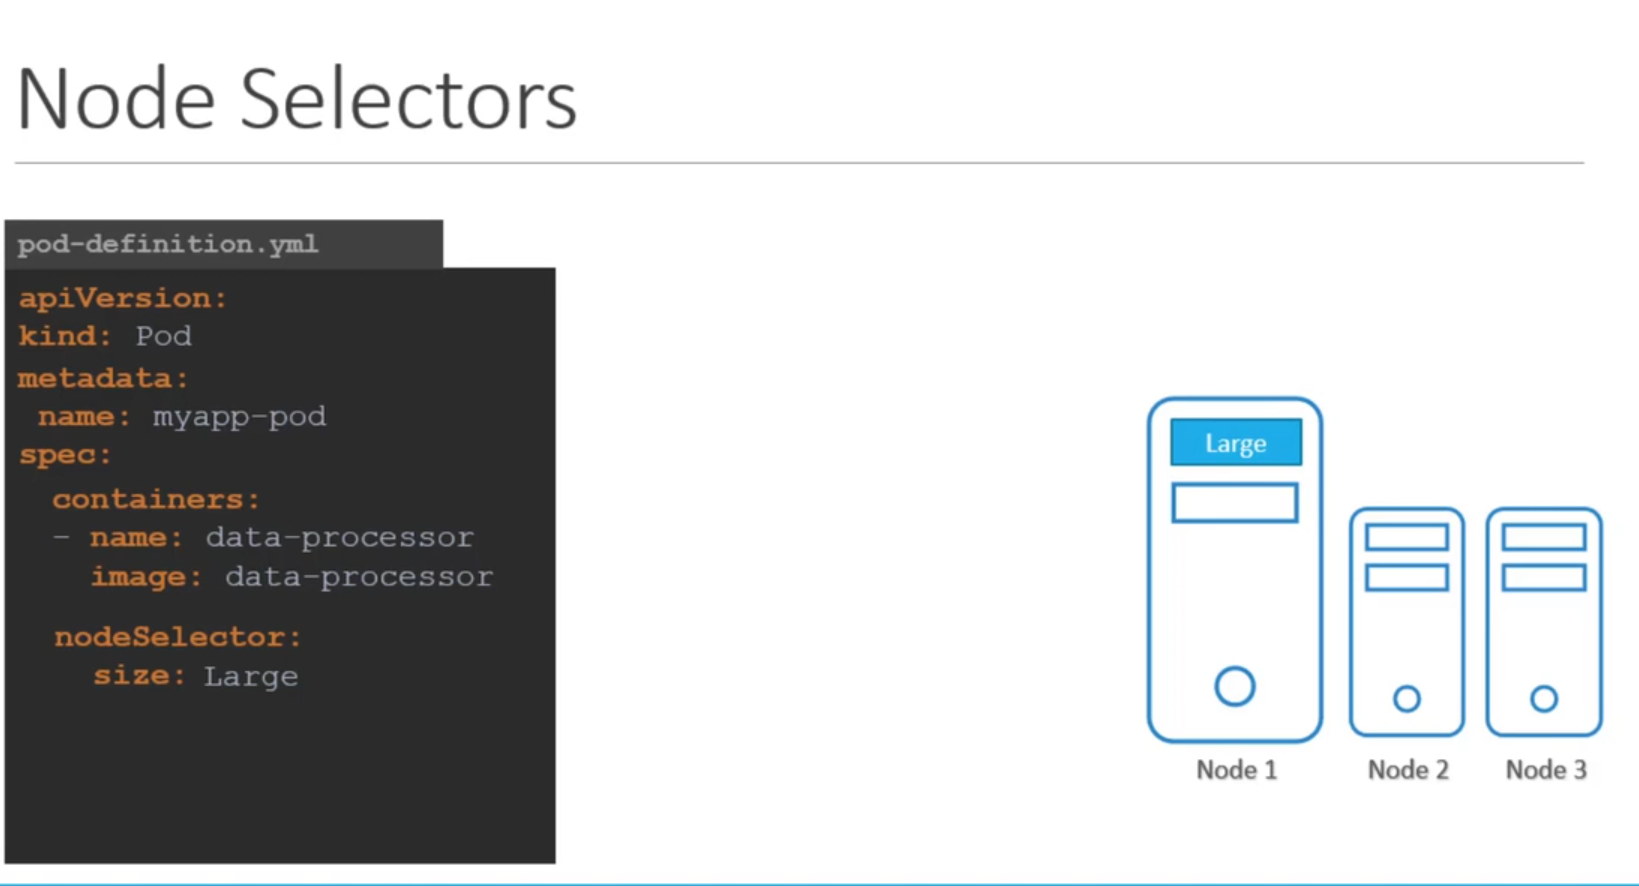 Node Selectors
pod-definition.yml
apiVersion:
kind: Pod
metadata:
name: myapp-pod
spec:
containers:
- name: data-processor
image: data-processor
nodeSelector:
size: Large
Large
Node 1
Node 2
Node 3